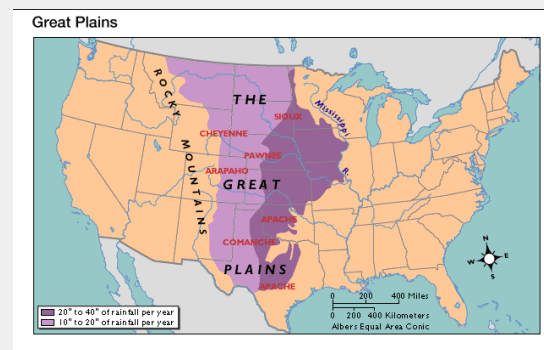 Great Plains
ROCKY MOUNTAINS
THE
Mississippi R.
SIOUX
CHEYENNE
PAWNEE
ARAPAHO
GREAT
APACHE
COMANCHE
PLAINS
APACHE
N
W
E
S
0 200 400 Miles
0 200 400 Kilometers
Albers Equal Area Conic
20" to 40" of rainfall per year
10" to 20" of rainfall per year